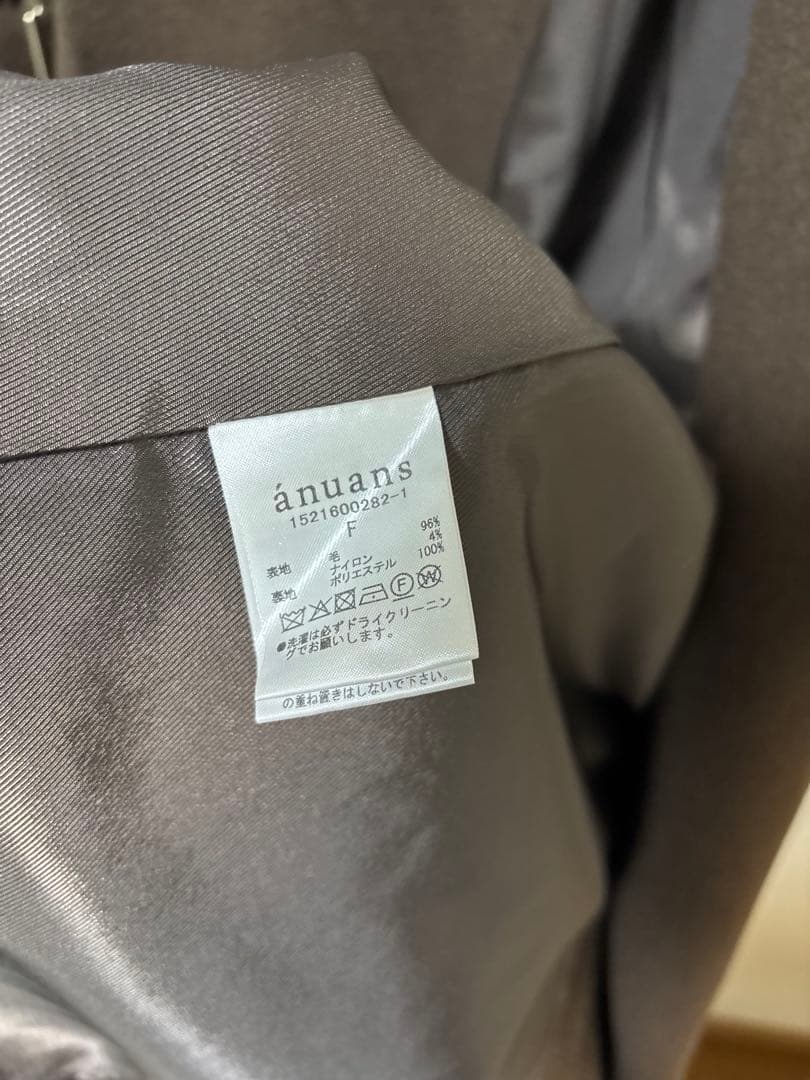 ánuans
1521600282-1
F
表地 毛 96%
ナイロン 4%
裏地 ポリエステル 100%
F W
●洗濯は必ずドライクリーニン
グでお願いします。
の重ね置きはしないで下さい。